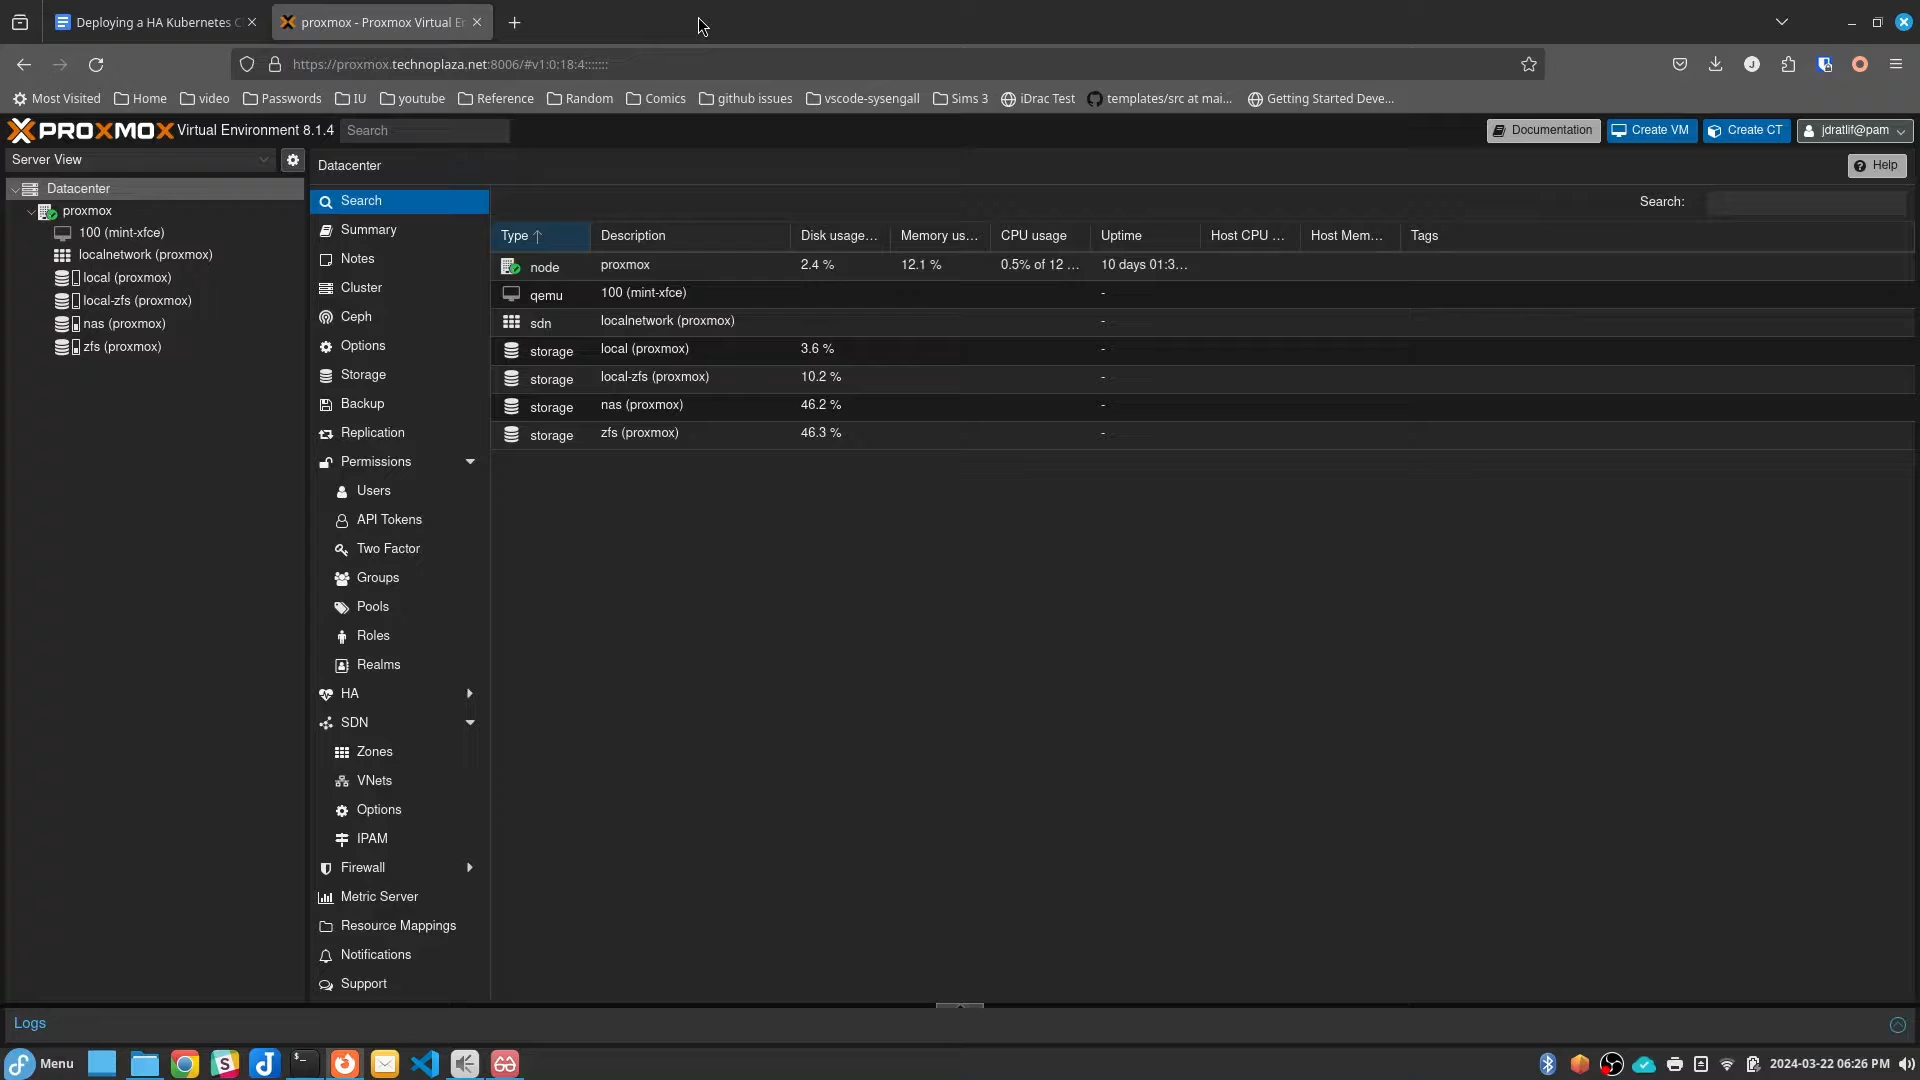 Deploying a HA Kubernetes C
proxmox - Proxmox Virtual Er
https://proxmox.technoplaza.net:8006/#v1:0:18:4:::::::
Most Visited Home video Passwords IU youtube Reference Random Comics github issues vscode-sysengall Sims 3 iDrac Test templates/src at mai... Getting Started Deve...
PROXMOX Virtual Environment 8.1.4 Search Documentation Create VM Create CT jdratlif@pam
Server View
Datacenter
Help
Datacenter
proxmox
100 (mint-xfce)
localnetwork (proxmox)
local (proxmox)
local-zfs (proxmox)
nas (proxmox)
zfs (proxmox)
Search
Summary
Notes
Cluster
Ceph
Options
Storage
Backup
Replication
Permissions
Users
API Tokens
Two Factor
Groups
Pools
Roles
Realms
HA
SDN
Zones
VNets
Options
IPAM
Firewall
Metric Server
Resource Mappings
Notifications
Support
Search:
Type Description Disk usage... Memory us... CPU usage Uptime Host CPU ... Host Mem... Tags
node proxmox 2.4 % 12.1 % 0.5% of 12 ... 10 days 01:3...
qemu 100 (mint-xfce) -
sdn localnetwork (proxmox) -
storage local (proxmox) 3.6 % -
storage local-zfs (proxmox) 10.2 % -
storage nas (proxmox) 46.2 % -
storage zfs (proxmox) 46.3 % -
Logs
Menu
2024-03-22 06:26 PM